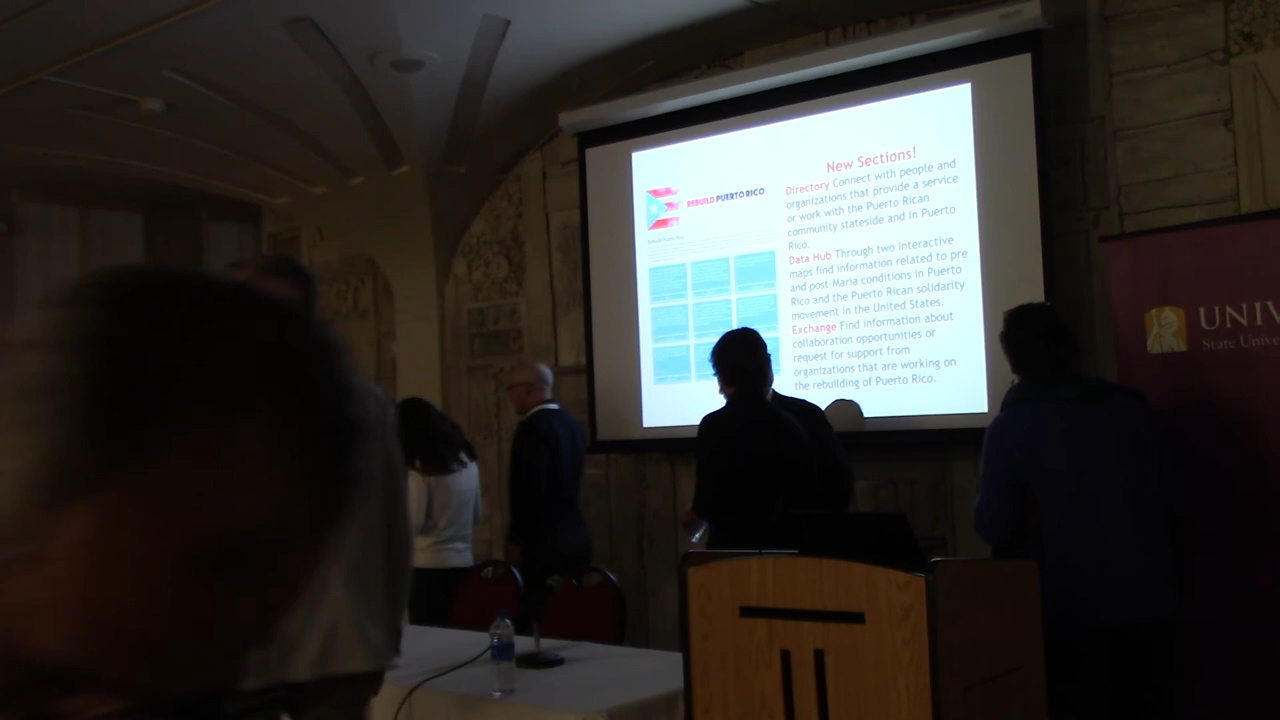 New Sections!
REBUILD PUERTO RICO
Directory Connect with people and
organizations that provide a service
or work with the Puerto Rican
community stateside and in Puerto
Rico.
Data Hub Through two interactive
maps find information related to pre
and post-Maria conditions in Puerto
Rico and the Puerto Rican solidarity
movement in the United States.
Exchange Find information about
collaboration opportunities or
request for support from
organizations that are working on
the rebuilding of Puerto Rico.
UNIV
State Univer